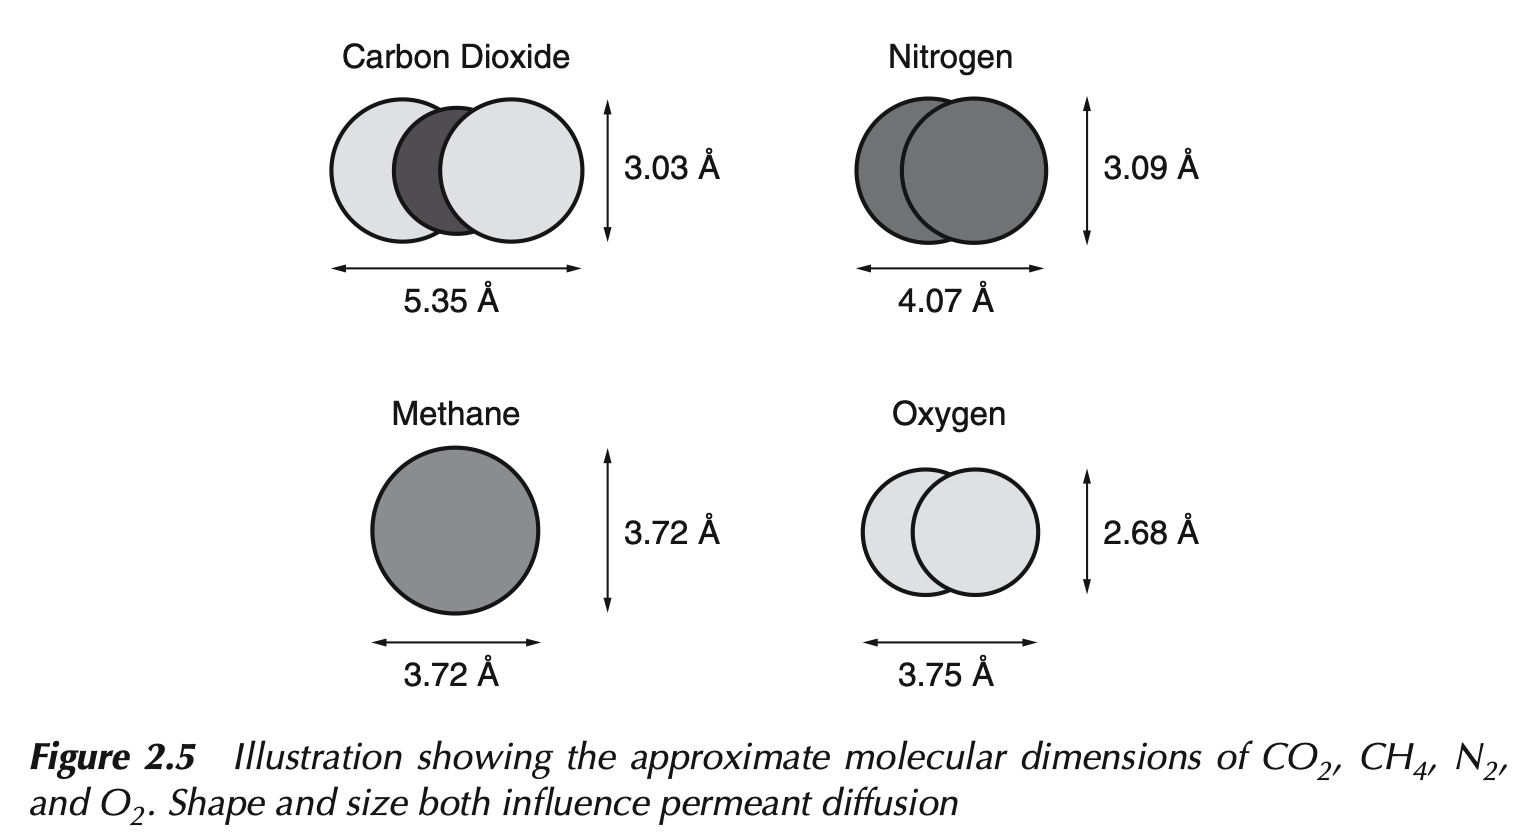 Carbon Dioxide
3.03 Å
5.35 Å
Nitrogen
3.09 Å
4.07 Å
Methane
3.72 Å
3.72 Å
Oxygen
2.68 Å
3.75 Å
Figure 2.5 Illustration showing the approximate molecular dimensions of CO₂, CH₄, N₂,
and O₂. Shape and size both influence permeant diffusion